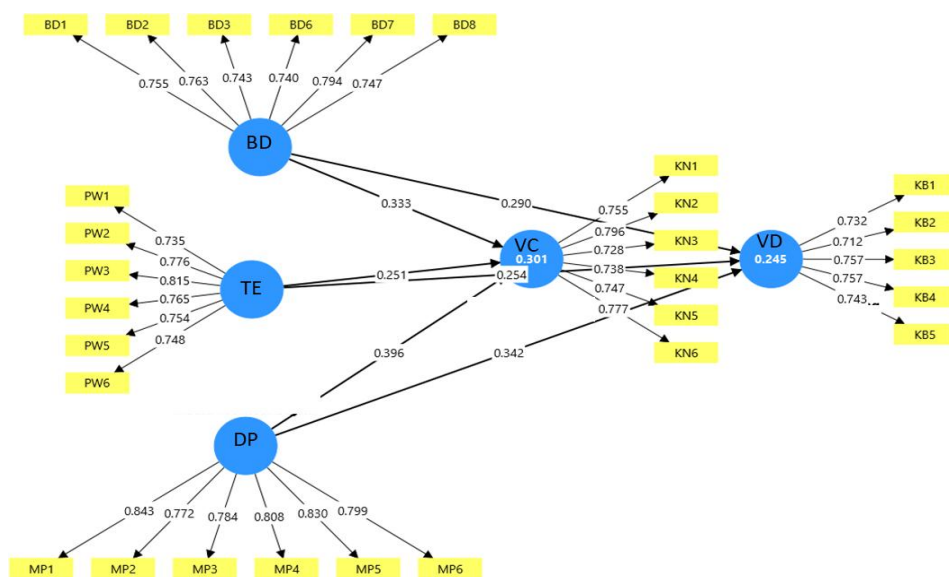 BD1
BD2
BD3
BD6
BD7
BD8
0.755
0.763
0.743
0.740
0.794
0.747
BD
KN1
PW1
0.333
0.290
0.755
KB1
KN2
PW2
0.735
0.796
0.732
KB2
PW3
0.776
VC
0.728
KN3
VD
0.712
0.815
TE
0.251
0.254
0.301
0.738
0.245
0.757
KB3
PW4
0.765
0.747
KN4
0.757
KB4
PW5
0.754
0.777
KN5
0.743
KB5
PW6
0.748
0.396
0.342
KN6
DP
0.843
0.772
0.784
0.808
0.830
0.799
MP1
MP2
MP3
MP4
MP5
MP6